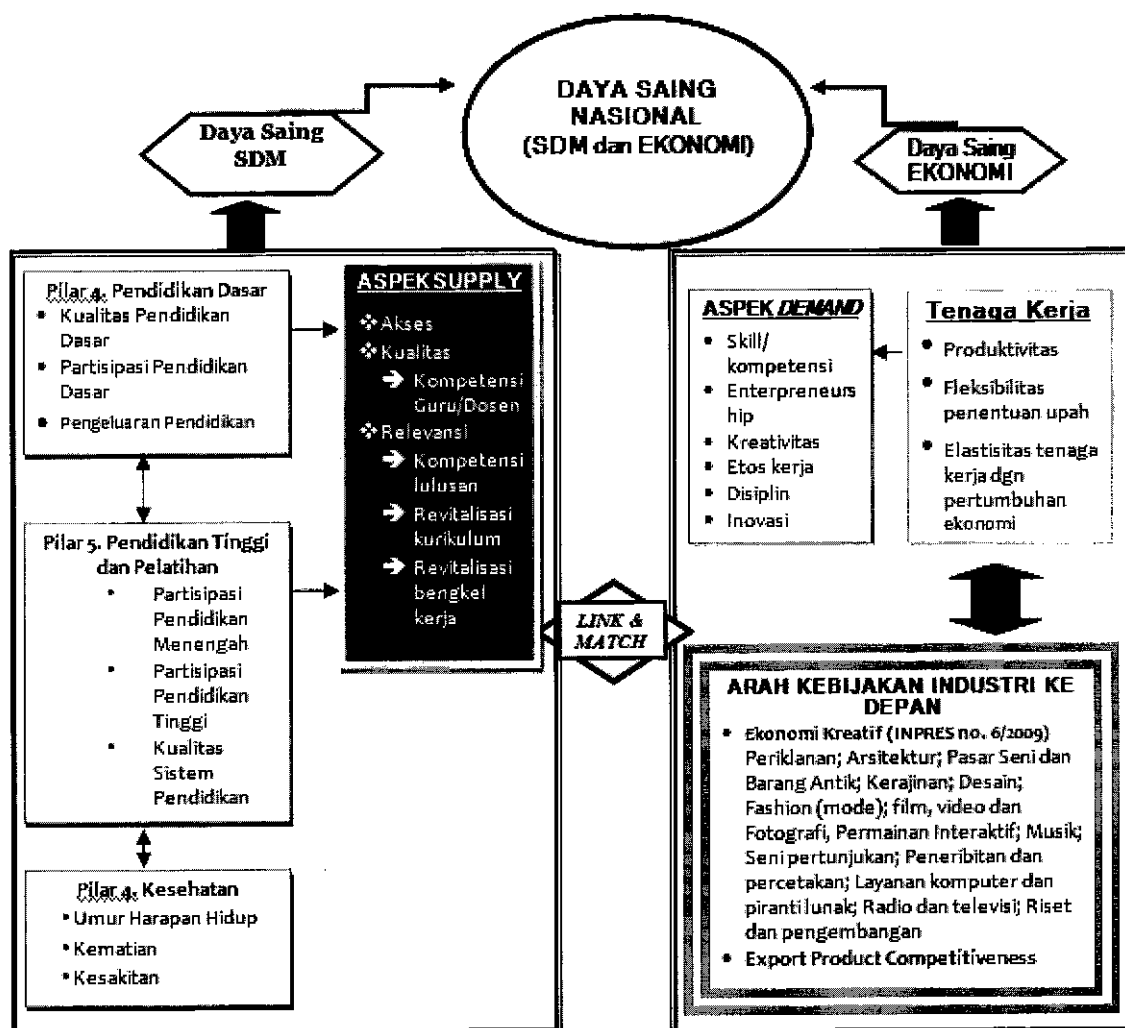 DAYA SAING
NASIONAL
(SDM dan EKONOMI)
Daya Saing
SDM
Daya Saing
EKONOMI
Pilar 4. Pendidikan Dasar
• Kualitas Pendidikan
Dasar
• Partisipasi Pendidikan
Dasar
• Pengeluaran Pendidikan
Pilar 5. Pendidikan Tinggi
dan Pelatihan
• Partisipasi
Pendidikan
Menengah
• Partisipasi
Pendidikan
Tinggi
• Kualitas
Sistem
Pendidikan
Pilar 4. Kesehatan
• Umur Harapan Hidup
• Kematian
• Kesakitan
ASPEK SUPPLY
❖ Akses
❖ Kualitas
➔ Kompetensi
Guru/Dosen
❖ Relevansi
➔ Kompetensi
lulusan
➔ Revitalisasi
kurikulum
➔ Revitalisasi
bengkel
kerja
LINK &
MATCH
ASPEK DEMAND
• Skill/
kompetensi
• Enterpreneurs
hip
• Kreativitas
• Etos kerja
• Disiplin
• Inovasi
Tenaga Kerja
• Produktivitas
• Fleksibilitas
penentuan upah
• Elastisitas tenaga
kerja dgn
pertumbuhan
ekonomi
ARAH KEBIJAKAN INDUSTRI KE
DEPAN
• Ekonomi Kreatif (INPRES no. 6/2009)
Periklanan; Arsitektur; Pasar Seni dan
Barang Antik; Kerajinan; Desain;
Fashion (mode); film, video dan
Fotografi, Permainan Interaktif; Musik;
Seni pertunjukan; Peneribitan dan
percetakan; Layanan komputer dan
piranti lunak; Radio dan televisi; Riset
dan pengembangan
• Export Product Competitiveness